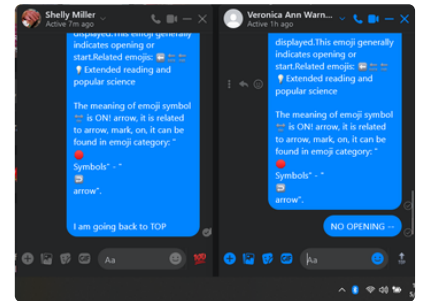 Shelly Miller
Active 7m ago
displayed.This emoji generally
indicates opening or
start.Related emojis:
Extended reading and
popular science
The meaning of emoji symbol
is ON! arrow, it is related
to arrow, mark, on, it can be
found in emoji category: "
Symbols" - "
arrow".
I am going back to TOP
Aa
Veronica Ann Warn...
Active 1h ago
displayed.This emoji generally
indicates opening or
start.Related emojis:
Extended reading and
popular science
The meaning of emoji symbol
is ON! arrow, it is related
to arrow, mark, on, it can be
found in emoji category: "
Symbols" - "
arrow".
NO OPENING --
Aa